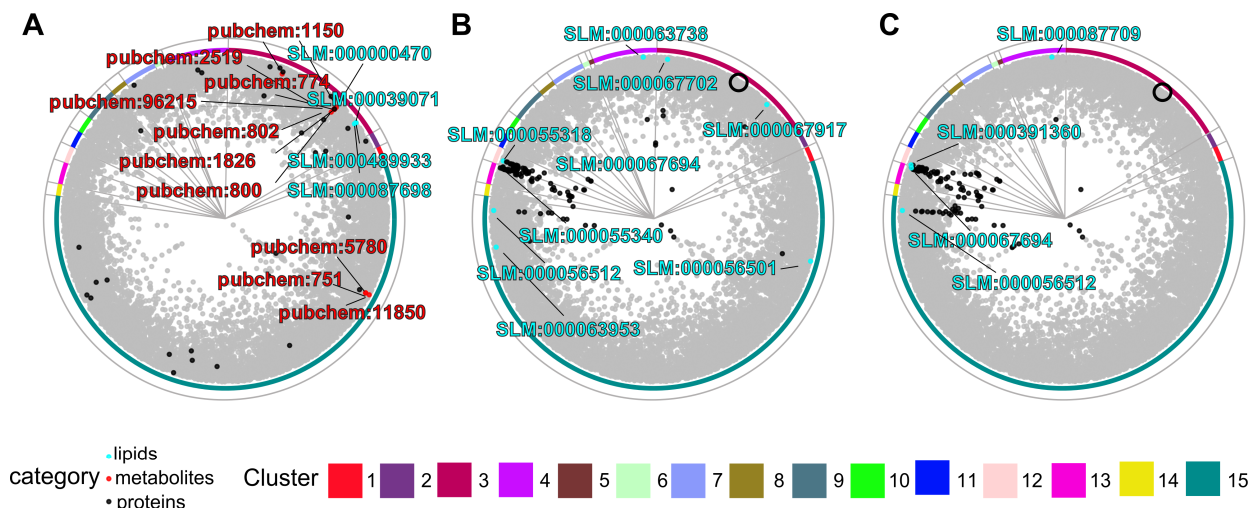 A
pubchem:1150
SLM:000000470
pubchem:2519
pubchem:774
SLM:00039071
pubchem:96215
pubchem:802
pubchem:1826
SLM:000489933
pubchem:800
SLM:000087698
pubchem:5780
pubchem:751
pubchem:11850
B
SLM:000063738
SLM:000067702
SLM:000067917
SLM:000055318
SLM:000067694
SLM:000055340
SLM:000056512
SLM:000056501
SLM:000063953
C
SLM:000087709
SLM:000391360
SLM:000067694
SLM:000056512
category
lipids
metabolites
proteins
Cluster 1 2 3 4 5 6 7 8 9 10 11 12 13 14 15